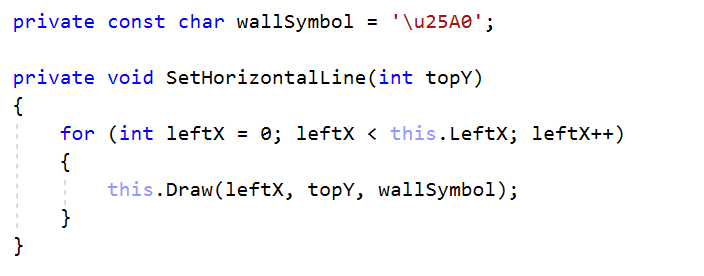 private const char wallSymbol = '\u25A0';
private void SetHorizontalLine(int topY)
{
for (int leftX = 0; leftX < this.LeftX; leftX++)
{
this.Draw(leftX, topY, wallSymbol);
}
}